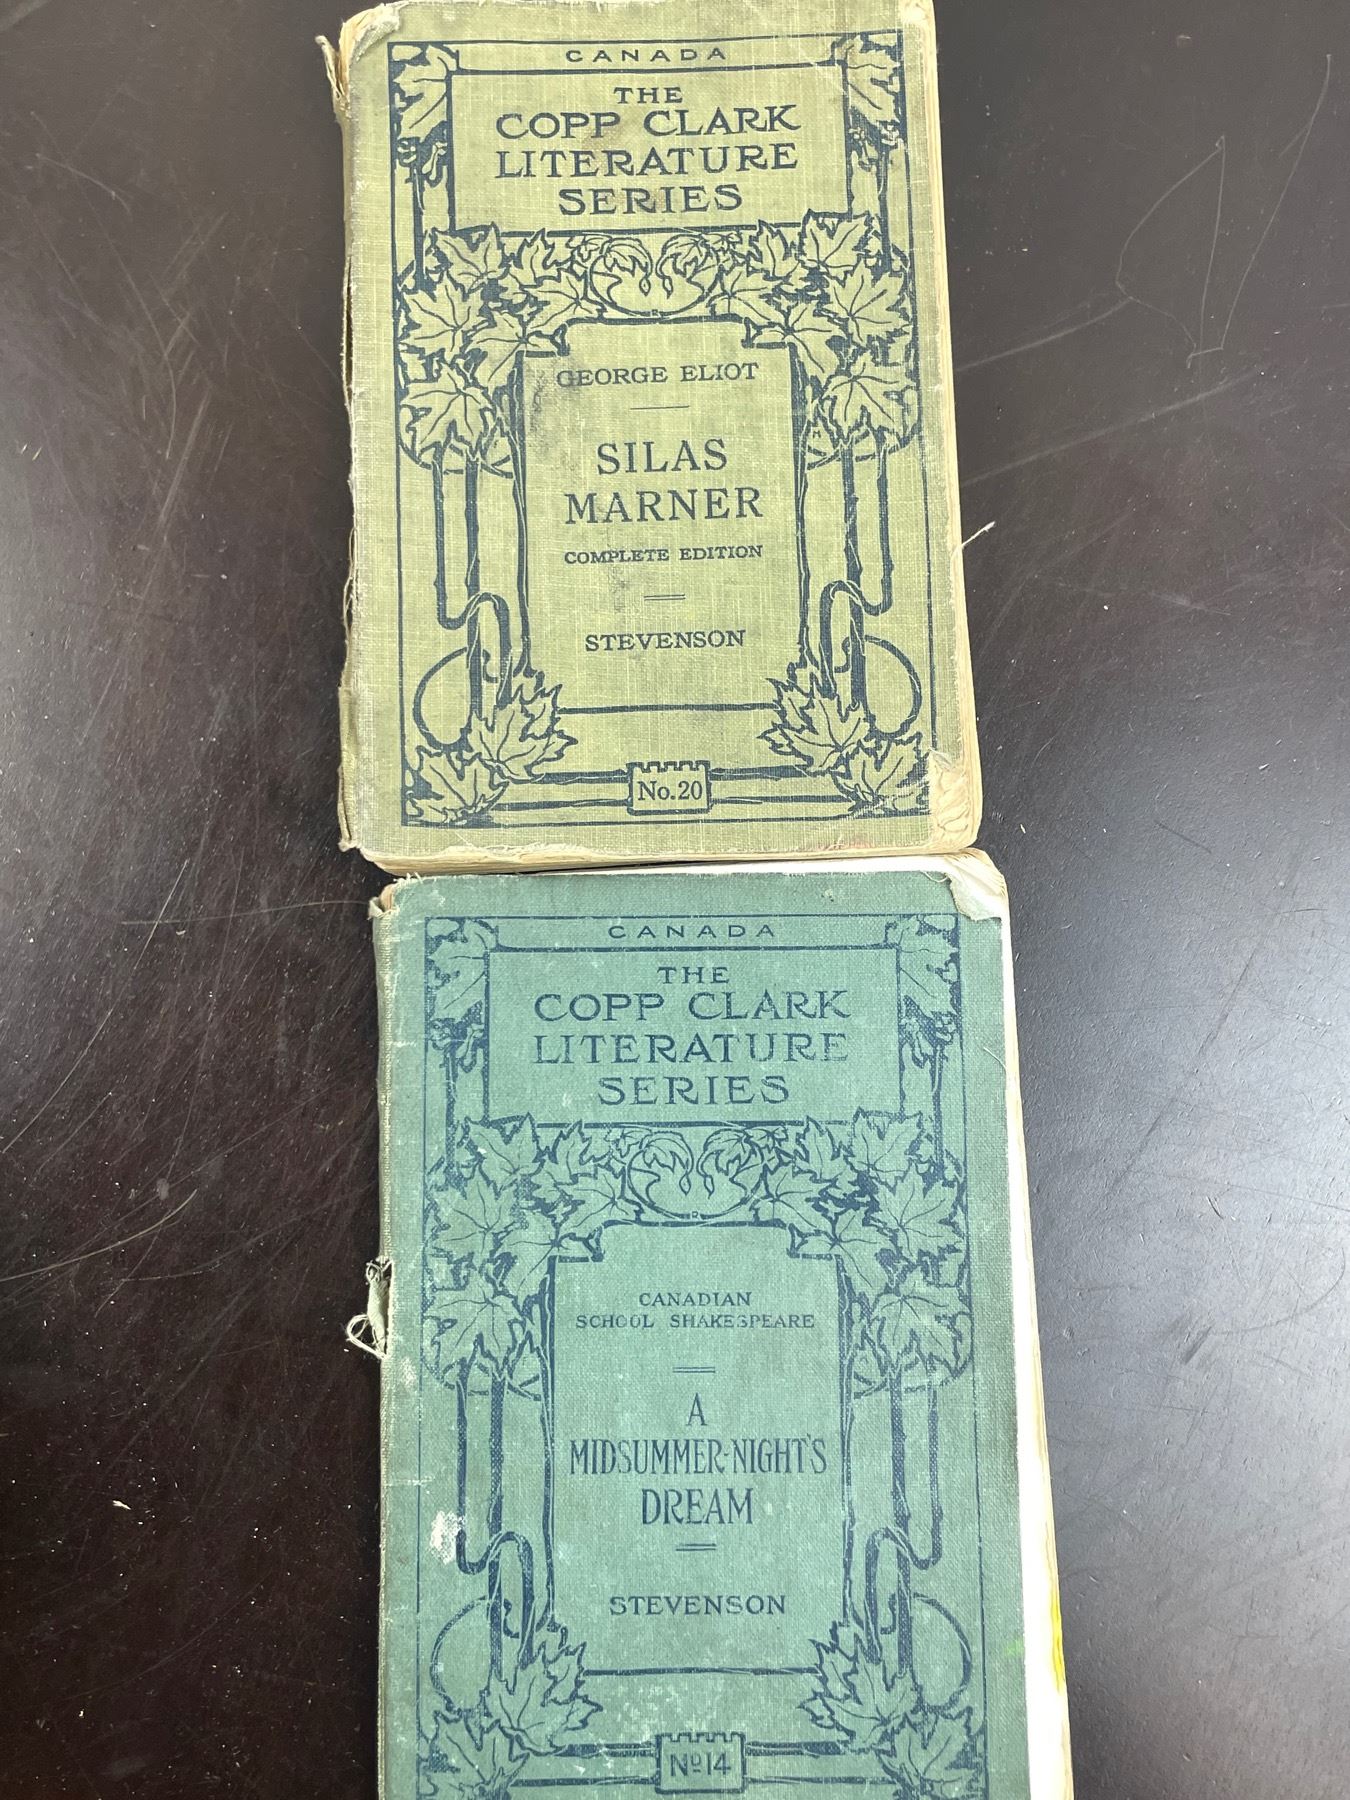 CANADA
THE
COPP CLARK
LITERATURE
SERIES
GEORGE ELIOT
SILAS
MARNER
COMPLETE EDITION
STEVENSON
No.20
CANADA
THE
COPP CLARK
LITERATURE
SERIES
CANADIAN
SCHOOL SHAKESPEARE
A
MIDSUMMER-NIGHT'S
DREAM
STEVENSON
No14